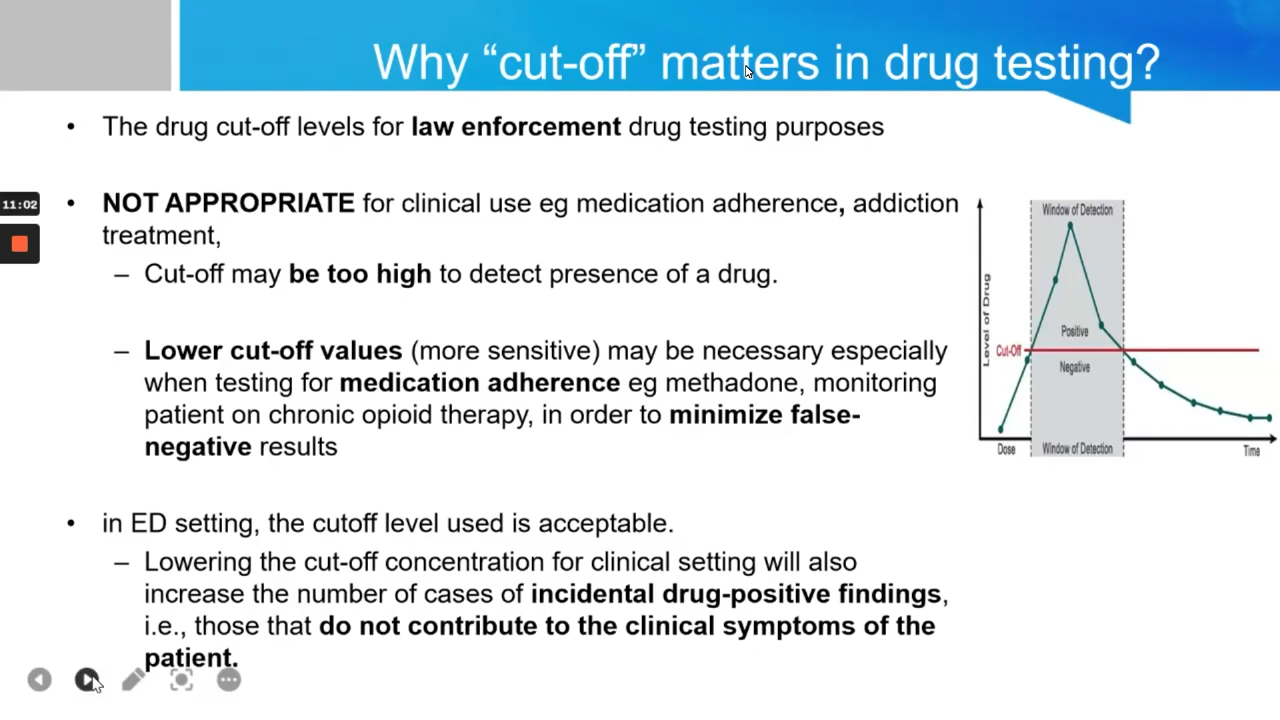 Why “cut-off” matters in drug testing?
• The drug cut-off levels for law enforcement drug testing purposes
11:02
• NOT APPROPRIATE for clinical use eg medication adherence, addiction
treatment,
– Cut-off may be too high to detect presence of a drug.
– Lower cut-off values (more sensitive) may be necessary especially
when testing for medication adherence eg methadone, monitoring
patient on chronic opioid therapy, in order to minimize false-
negative results
• in ED setting, the cutoff level used is acceptable.
– Lowering the cut-off concentration for clinical setting will also
increase the number of cases of incidental drug-positive findings,
i.e., those that do not contribute to the clinical symptoms of the
patient.
Window of Detection
Level of Drug
Positive
Cut-Off
Negative
Dose
Window of Detection
Time